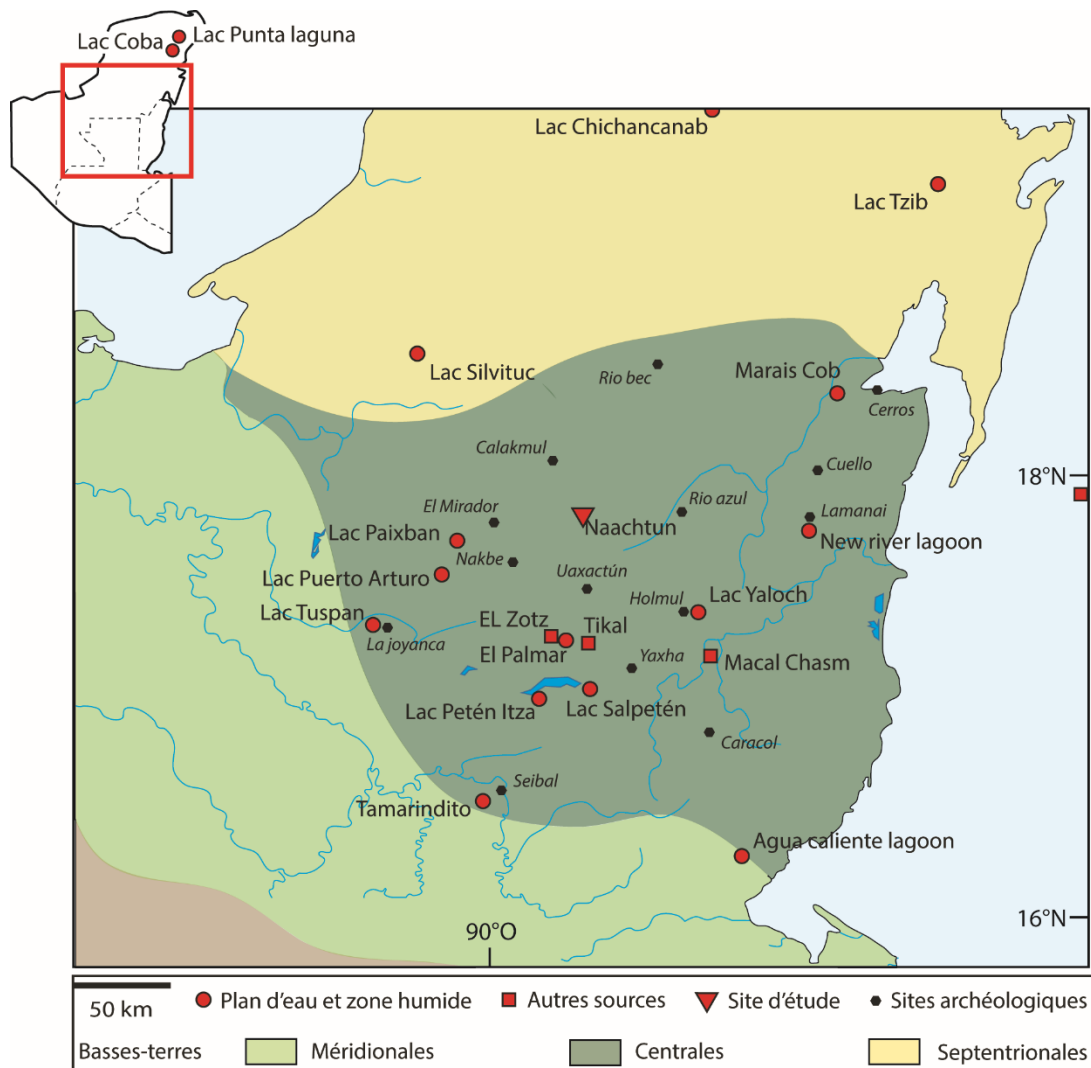 Lac Coba
Lac Punta laguna
Lac Chichancanab
Lac Tzib
Lac Silvituc
Rio bec
Marais Cob
Cerros
Calakmul
Cuello
18°N
El Mirador
Rio azul
Lamanai
Naachtun
Lac Paixban
New river lagoon
Nakbe
Uaxactún
Lac Puerto Arturo
Holmul
Lac Yaloch
Lac Tuspan
La joyanca
EL Zotz
Tikal
El Palmar
Yaxha
Macal Chasm
Lac Petén Itza
Lac Salpetén
Caracol
Seibal
Tamarindito
Agua caliente lagoon
90°O
16°N
50 km
Plan d'eau et zone humide
Autres sources
Site d'étude
Sites archéologiques
Basses-terres
Méridionales
Centrales
Septentrionales